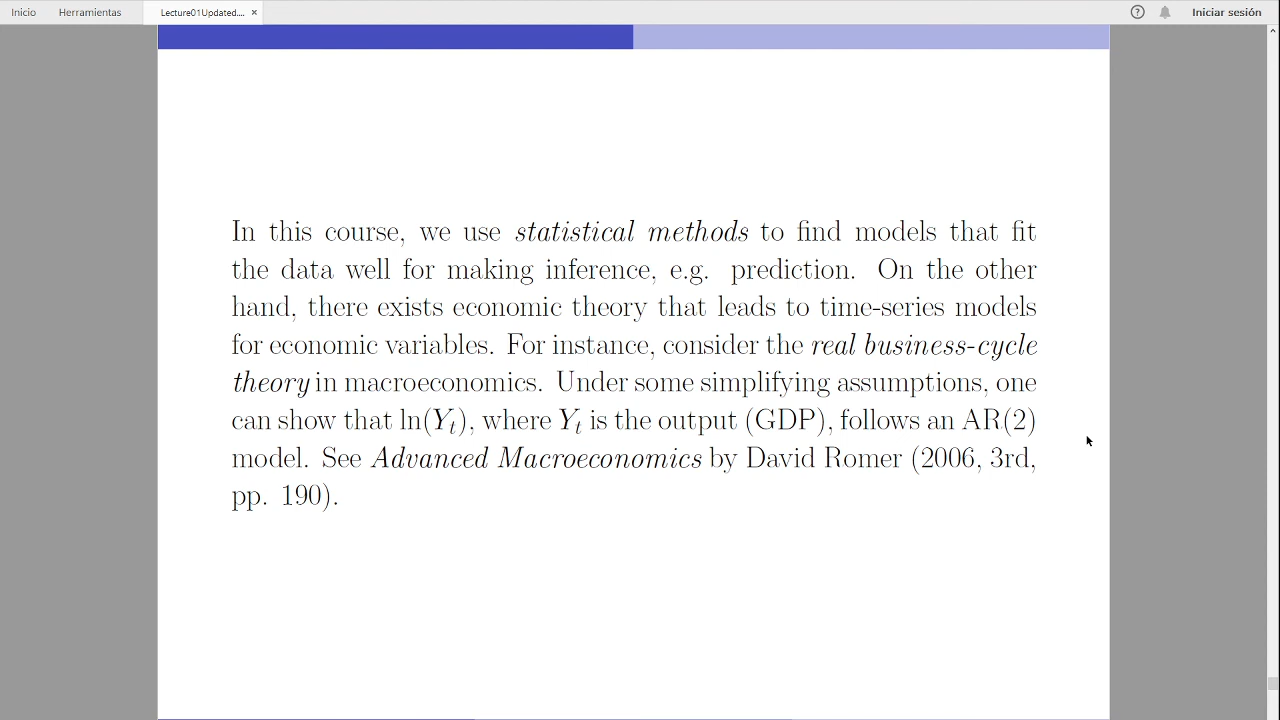 Inicio Herramientas Lecture01Updated.... × ? Iniciar sesión
In this course, we use statistical methods to find models that fit
the data well for making inference, e.g. prediction. On the other
hand, there exists economic theory that leads to time-series models
for economic variables. For instance, consider the real business-cycle
theory in macroeconomics. Under some simplifying assumptions, one
can show that ln(Yₜ), where Yₜ is the output (GDP), follows an AR(2)
model. See Advanced Macroeconomics by David Romer (2006, 3rd,
pp. 190).